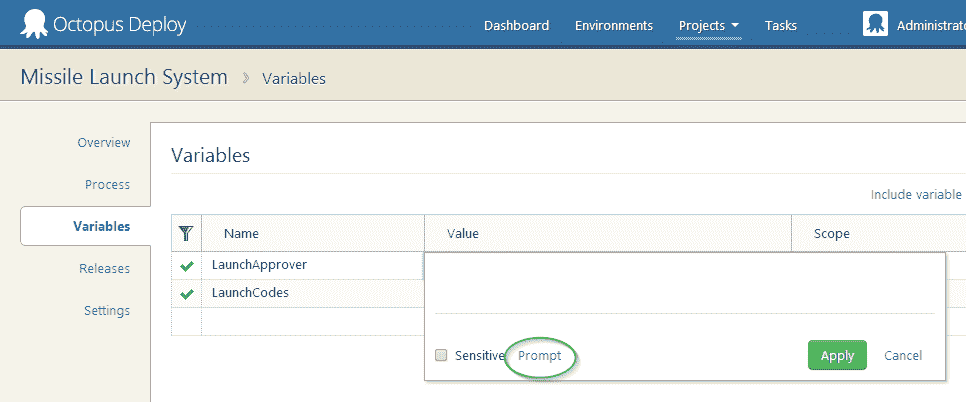 Octopus Deploy Dashboard Environments Projects Tasks Administrato
Missile Launch System Variables
Overview
Variables
Process
Include variable
Variables
Name Value Scope
LaunchApprover
Releases
LaunchCodes
Settings
Sensitive Prompt Apply Cancel